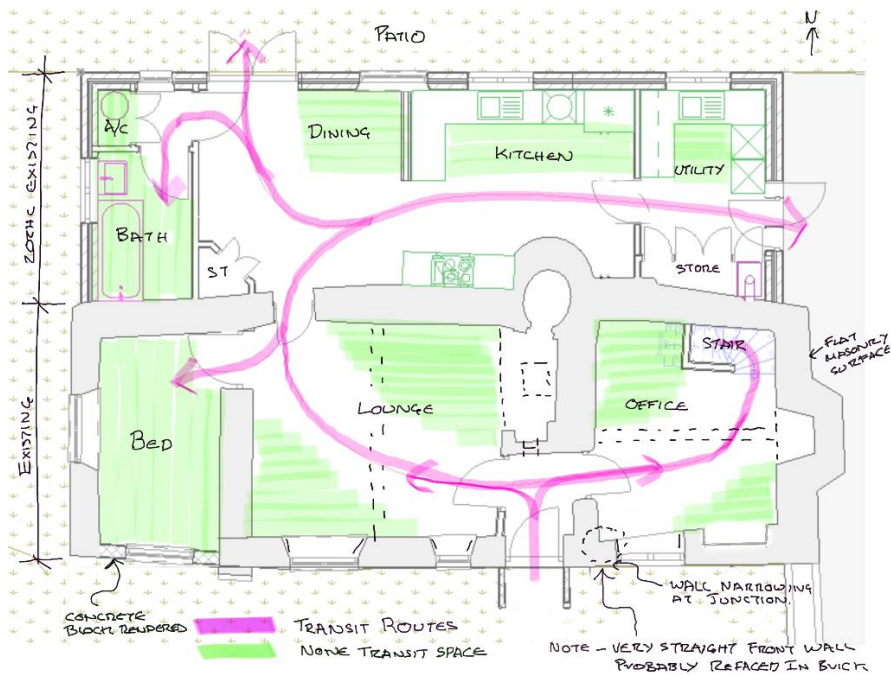 PATIO
N
A/C
DINING
KITCHEN
UTILITY
BATH
ST
STORE
STAIR
FLAT
MASONRY
SURFACE
LOUNGE
OFFICE
BED
20THC EXISTING
EXISTING
CONCRETE
BLOCK RENDERED
TRANSIT ROUTES
NONE TRANSIT SPACE
WALL NARROWING
AT JUNCTION.
NOTE - VERY STRAIGHT FRONT WALL
PROBABLY REFACED IN BRICK